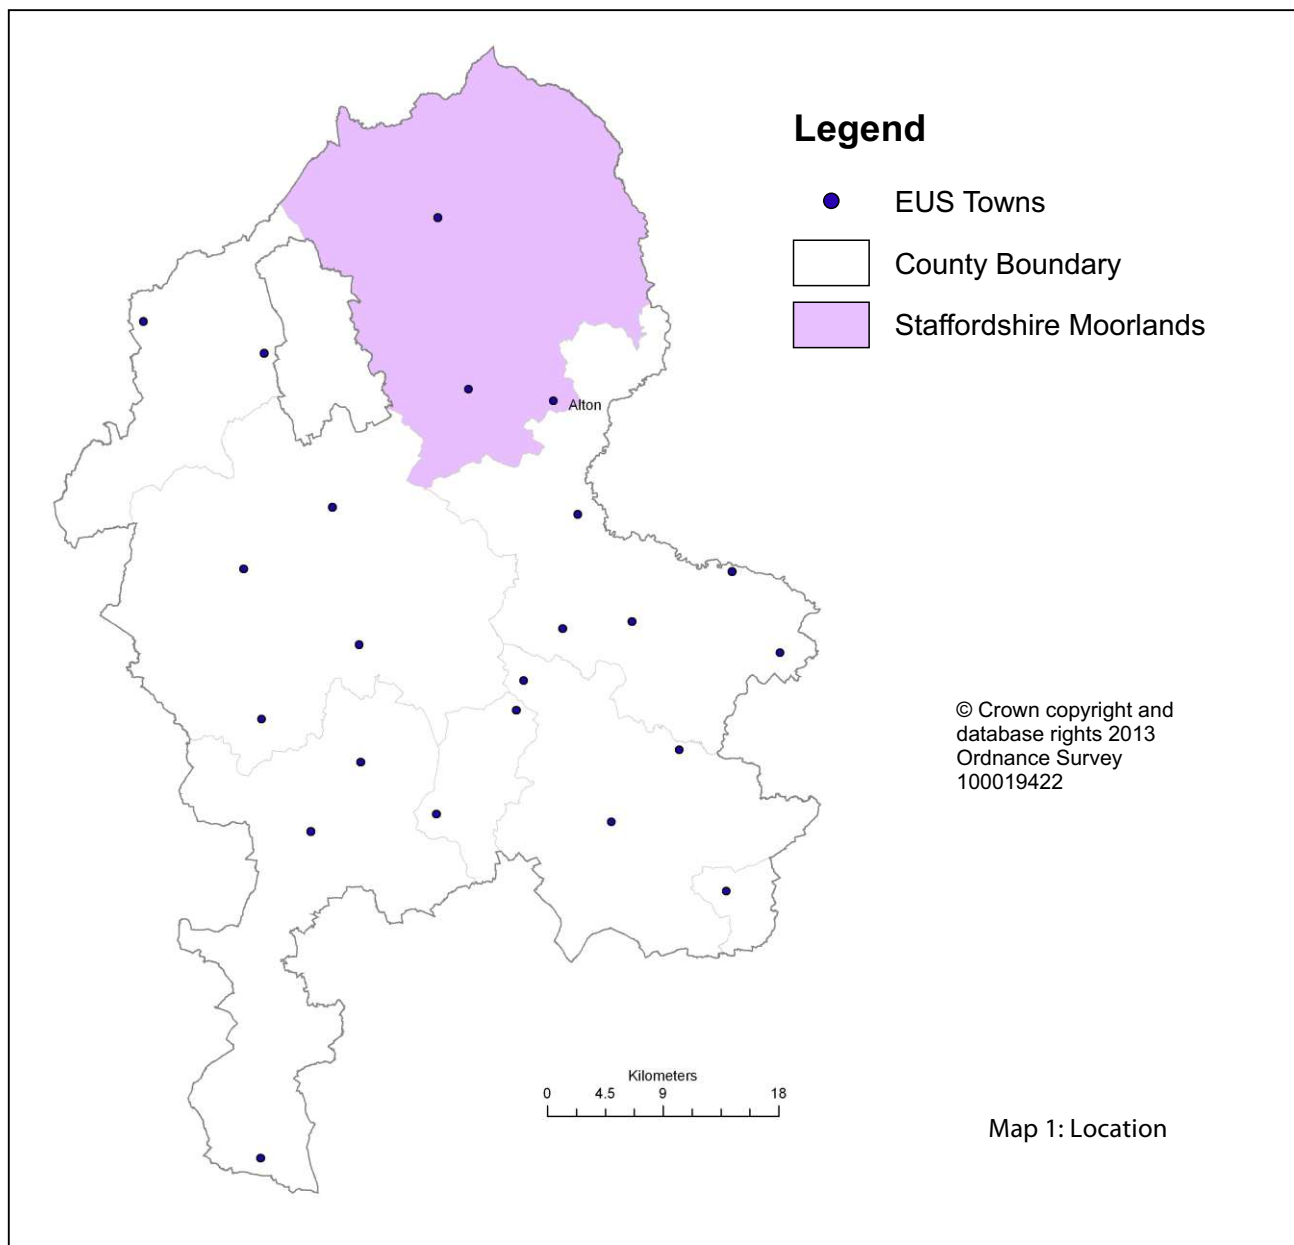 Legend
EUS Towns
County Boundary
Staffordshire Moorlands
Alton
© Crown copyright and
database rights 2013
Ordnance Survey
100019422
Kilometers
0 4.5 9 18
Map 1: Location